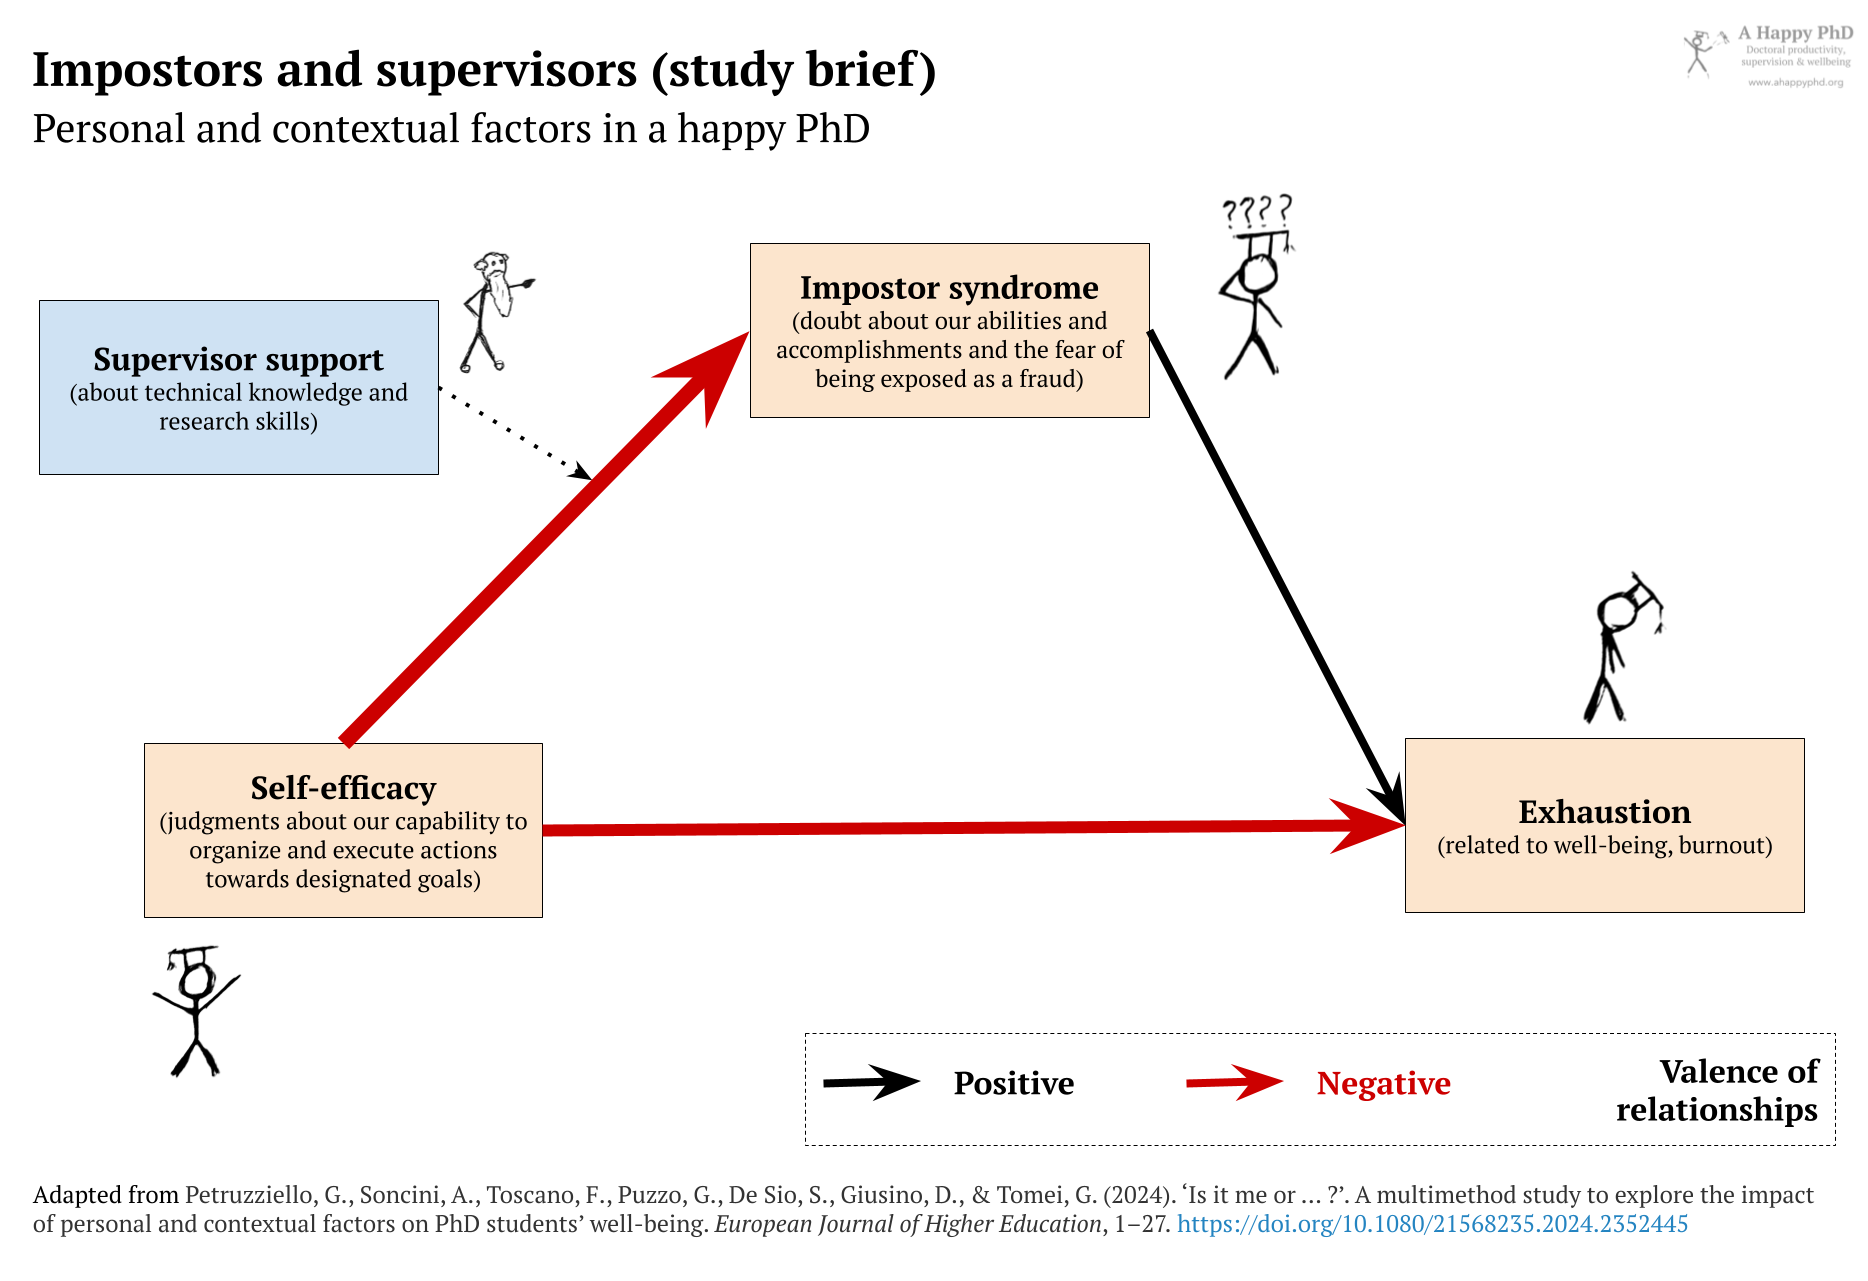 Impostors and supervisors (study brief)
Personal and contextual factors in a happy PhD
A Happy PhD
Doctoral productivity,
supervision & wellbeing
www.ahappyphd.org
????
Impostor syndrome
(doubt about our abilities and
accomplishments and the fear of
being exposed as a fraud)
Supervisor support
(about technical knowledge and
research skills)
Self-efficacy
(judgments about our capability to
organize and execute actions
towards designated goals)
Exhaustion
(related to well-being, burnout)
Positive
Negative
Valence of
relationships
Adapted from Petruzziello, G., Soncini, A., Toscano, F., Puzzo, G., De Sio, S., Giusino, D., & Tomei, G. (2024). ‘Is it me or … ?’. A multimethod study to explore the impact
of personal and contextual factors on PhD students’ well-being. European Journal of Higher Education, 1–27. https://doi.org/10.1080/21568235.2024.2352445